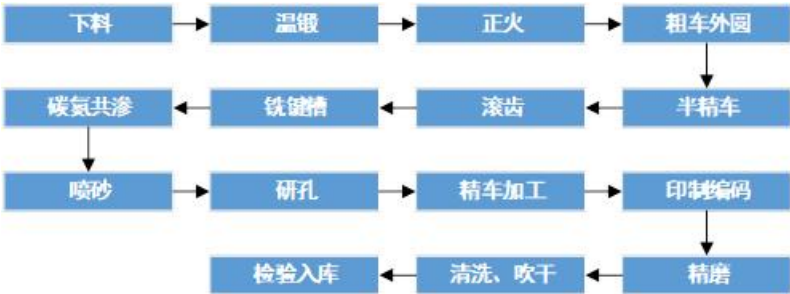 下料
温锻
正火
粗车外圆
半精车
滚齿
铣键槽
碳氮共渗
喷砂
研孔
精车加工
印制编码
精磨
清洗、吹干
检验入库